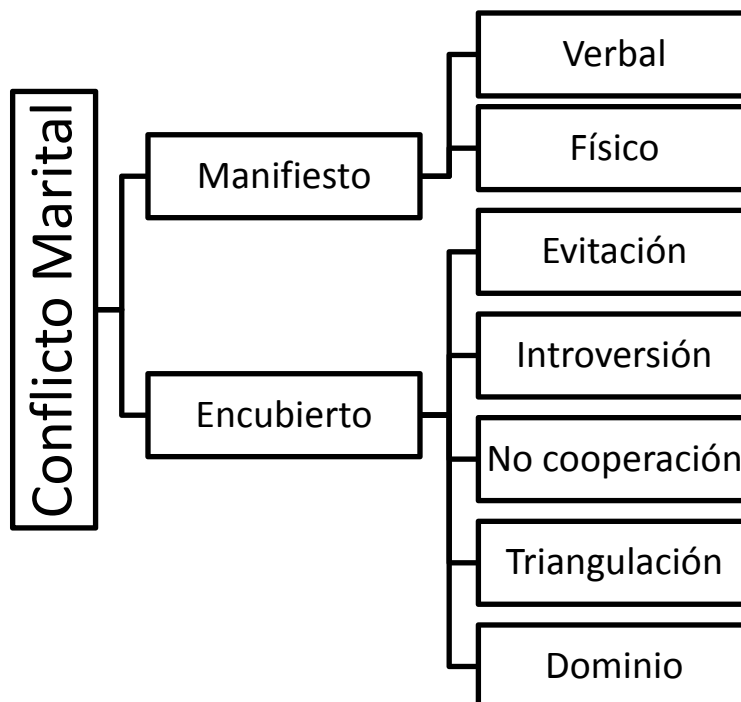 Conflicto Marital
Manifiesto
Verbal
Físico
Encubierto
Evitación
Introversión
No cooperación
Triangulación
Dominio